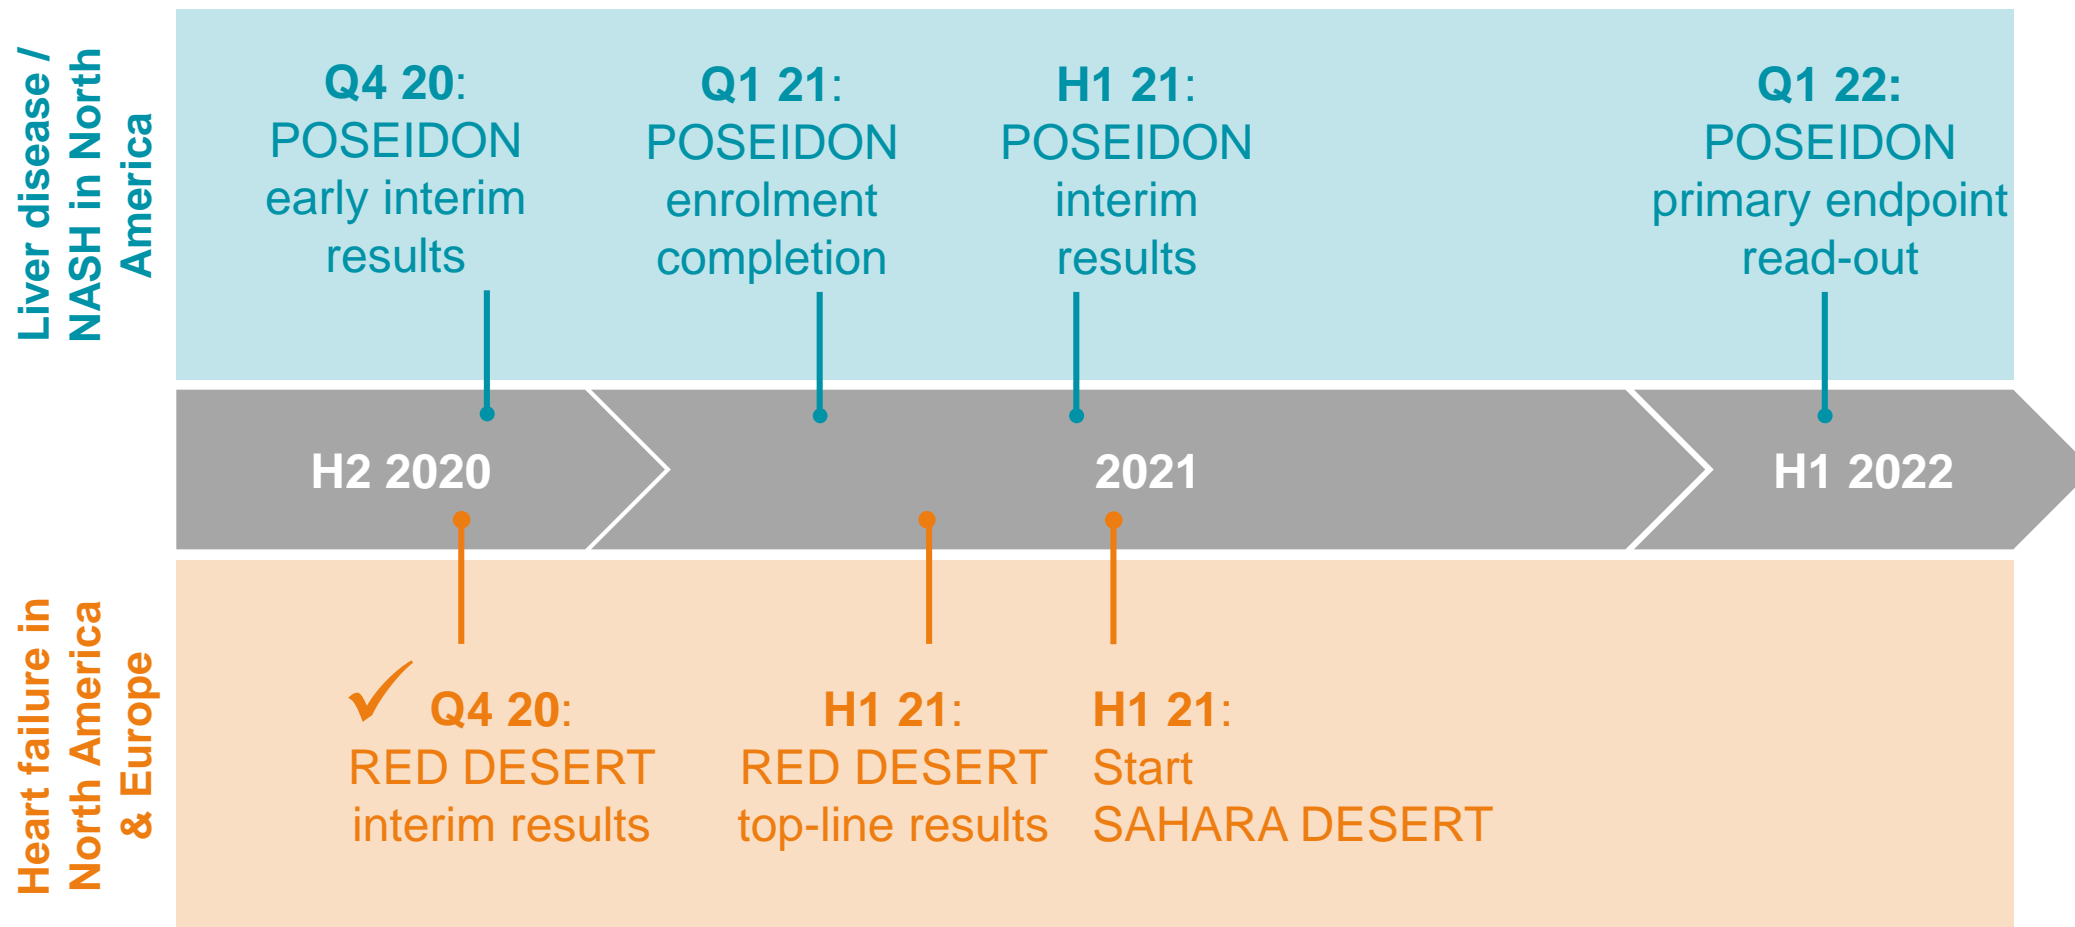 Liver disease /
NASH in North
America
Q4 20:
POSEIDON
early interim
results
Q1 21:
POSEIDON
enrolment
completion
H1 21:
POSEIDON
interim
results
Q1 22:
POSEIDON
primary endpoint
read-out
H2 2020
2021
H1 2022
Heart failure in
North America
& Europe
✓ Q4 20:
RED DESERT
interim results
H1 21:
RED DESERT
top-line results
H1 21:
Start
SAHARA DESERT